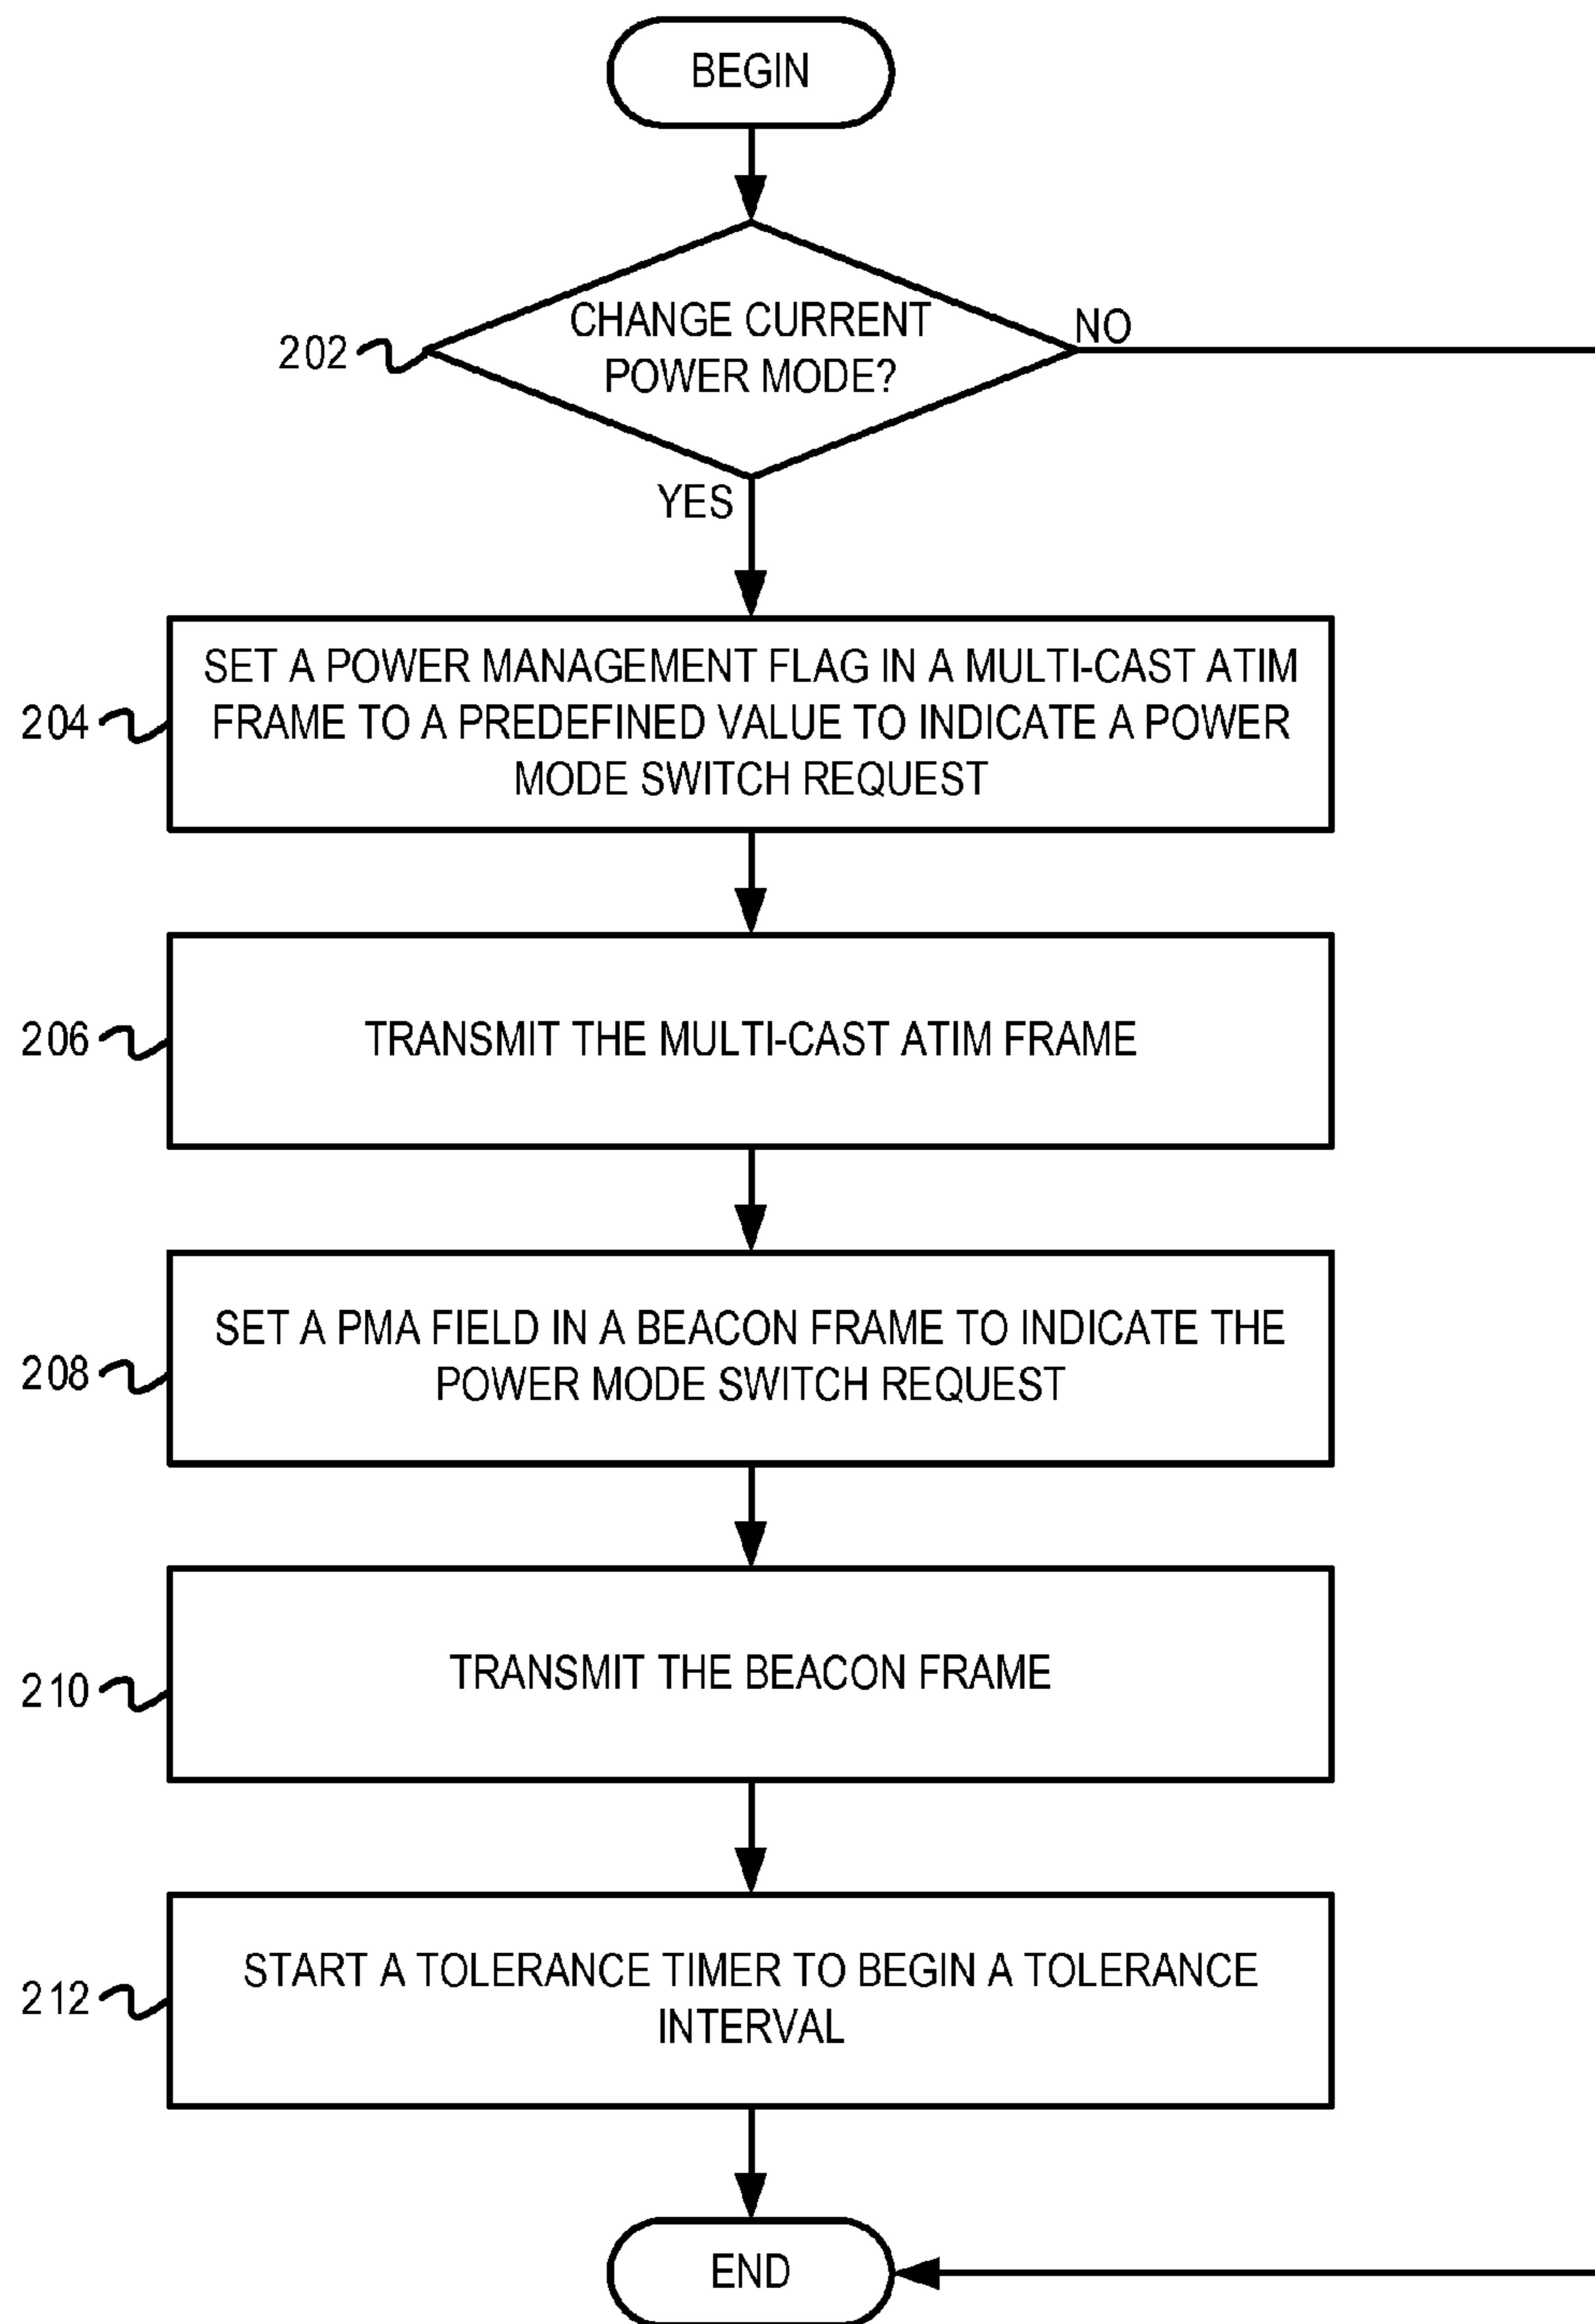 BEGIN
CHANGE CURRENT
POWER MODE?
NO
202
YES
SET A POWER MANAGEMENT FLAG IN A MULTI-CAST ATIM
FRAME TO A PREDEFINED VALUE TO INDICATE A POWER
MODE SWITCH REQUEST
204
TRANSMIT THE MULTI-CAST ATIM FRAME
206
SET A PMA FIELD IN A BEACON FRAME TO INDICATE THE
POWER MODE SWITCH REQUEST
208
TRANSMIT THE BEACON FRAME
210
START A TOLERANCE TIMER TO BEGIN A TOLERANCE
INTERVAL
212
END